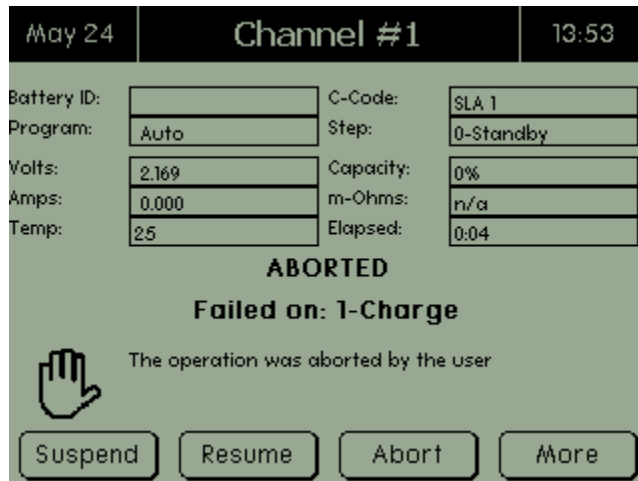 May 24 Channel #1 13:53
Battery ID: C-Code: SLA 1
Program: Auto Step: 0-Standby
Volts: 2.169 Capacity: 0%
Amps: 0.000 m-Ohms: n/a
Temp: 25 Elapsed: 0:04
ABORTED
Failed on: 1-Charge
The operation was aborted by the user
Suspend Resume Abort More